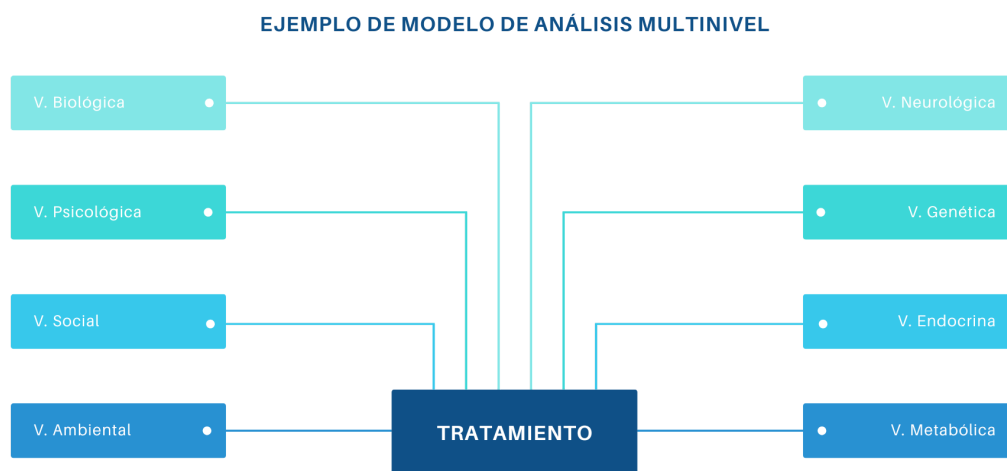 EJEMPLO DE MODELO DE ANÁLISIS MULTINIVEL
V. Biológica
V. Neurológica
V. Psicológica
V. Genética
V. Social
V. Endocrina
V. Ambiental
TRATAMIENTO
V. Metabólica